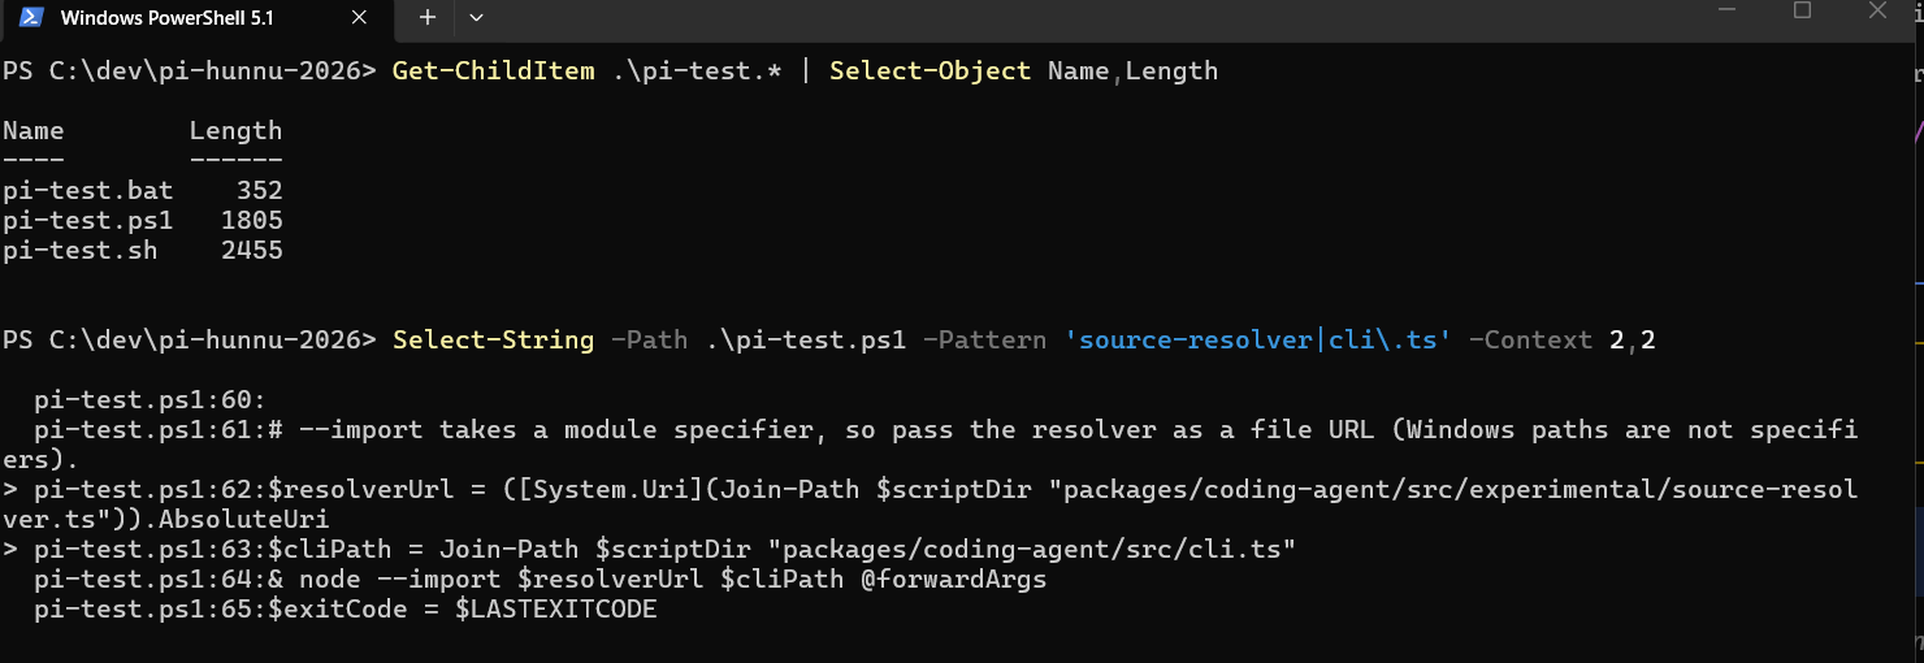 Windows PowerShell 5.1
PS C:\dev\pi-hunnu-2026> Get-ChildItem .\pi-test.* | Select-Object Name,Length
Name Length
---- ------
pi-test.bat 352
pi-test.ps1 1805
pi-test.sh 2455
PS C:\dev\pi-hunnu-2026> Select-String -Path .\pi-test.ps1 -Pattern 'source-resolver|cli\.ts' -Context 2,2
pi-test.ps1:60:
pi-test.ps1:61:# --import takes a module specifier, so pass the resolver as a file URL (Windows paths are not specifi
ers).
> pi-test.ps1:62:$resolverUrl = ([System.Uri](Join-Path $scriptDir "packages/coding-agent/src/experimental/source-resol
ver.ts")).AbsoluteUri
> pi-test.ps1:63:$cliPath = Join-Path $scriptDir "packages/coding-agent/src/cli.ts"
pi-test.ps1:64:& node --import $resolverUrl $cliPath @forwardArgs
pi-test.ps1:65:$exitCode = $LASTEXITCODE